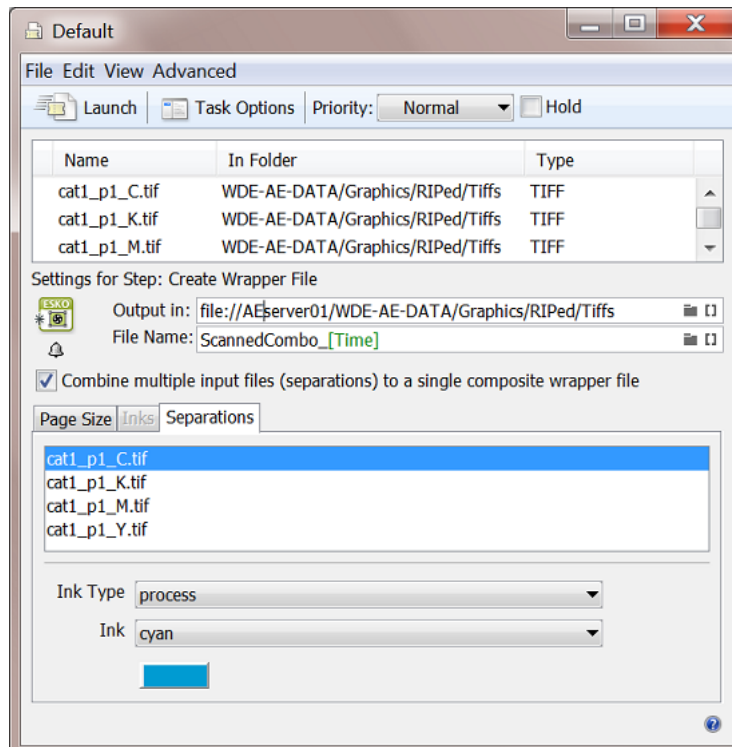 Default
File Edit View Advanced
Launch Task Options Priority: Normal Hold
Name In Folder Type
cat1_p1_C.tif WDE-AE-DATA/Graphics/RIPed/Tiffs TIFF
cat1_p1_K.tif WDE-AE-DATA/Graphics/RIPed/Tiffs TIFF
cat1_p1_M.tif WDE-AE-DATA/Graphics/RIPed/Tiffs TIFF
Settings for Step: Create Wrapper File
ESKO
Output in: file://AEserver01/WDE-AE-DATA/Graphics/RIPed/Tiffs
File Name: ScannedCombo_[Time]
Combine multiple input files (separations) to a single composite wrapper file
Page Size Inks Separations
cat1_p1_C.tif
cat1_p1_K.tif
cat1_p1_M.tif
cat1_p1_Y.tif
Ink Type process
Ink cyan